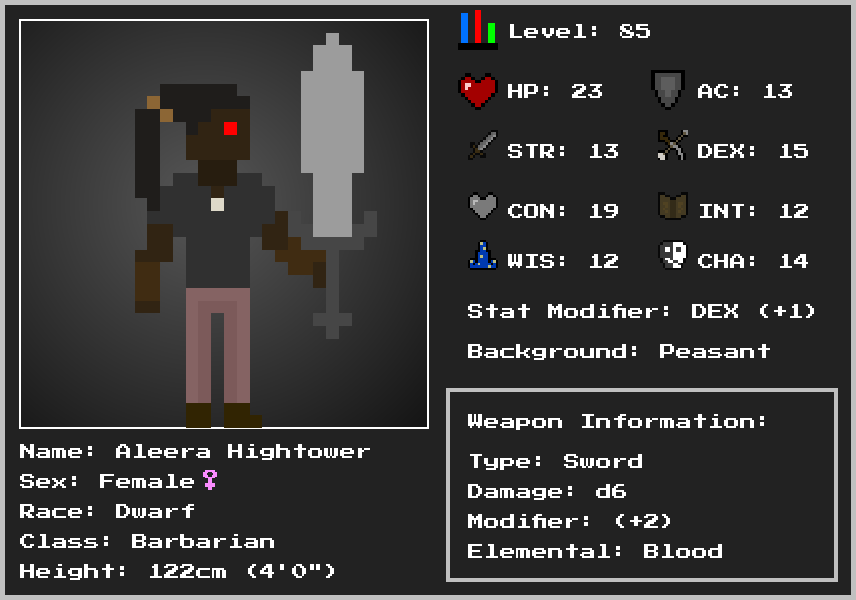 Level: 85
HP: 23 AC: 13
STR: 13 DEX: 15
CON: 19 INT: 12
WIS: 12 CHA: 14
Stat Modifier: DEX (+1)
Background: Peasant
Weapon Information:
Type: Sword
Damage: d6
Modifier: (+2)
Elemental: Blood
Name: Aleera Hightower
Sex: Female
Race: Dwarf
Class: Barbarian
Height: 122cm (4'0")